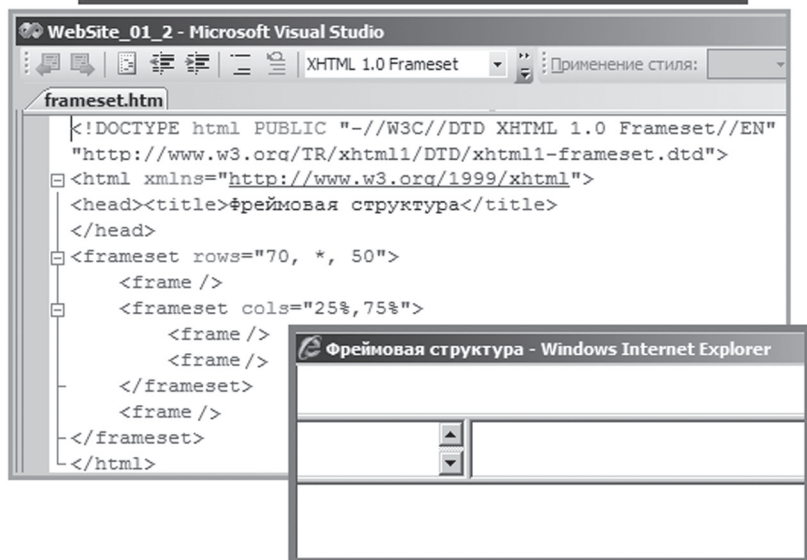 WebSite_01_2 - Microsoft Visual Studio
XHTML 1.0 Frameset
Применение стиля:
frameset.htm
<!DOCTYPE html PUBLIC "-//W3C//DTD XHTML 1.0 Frameset//EN"
"http://www.w3.org/TR/xhtml1/DTD/xhtml1-frameset.dtd">
<html xmlns="http://www.w3.org/1999/xhtml">
<head><title>Фреймовая структура</title>
</head>
<frameset rows="70, *, 50">
<frame />
<frameset cols="25%,75%">
<frame />
<frame />
</frameset>
<frame />
</frameset>
</html>
Фреймовая структура - Windows Internet Explorer